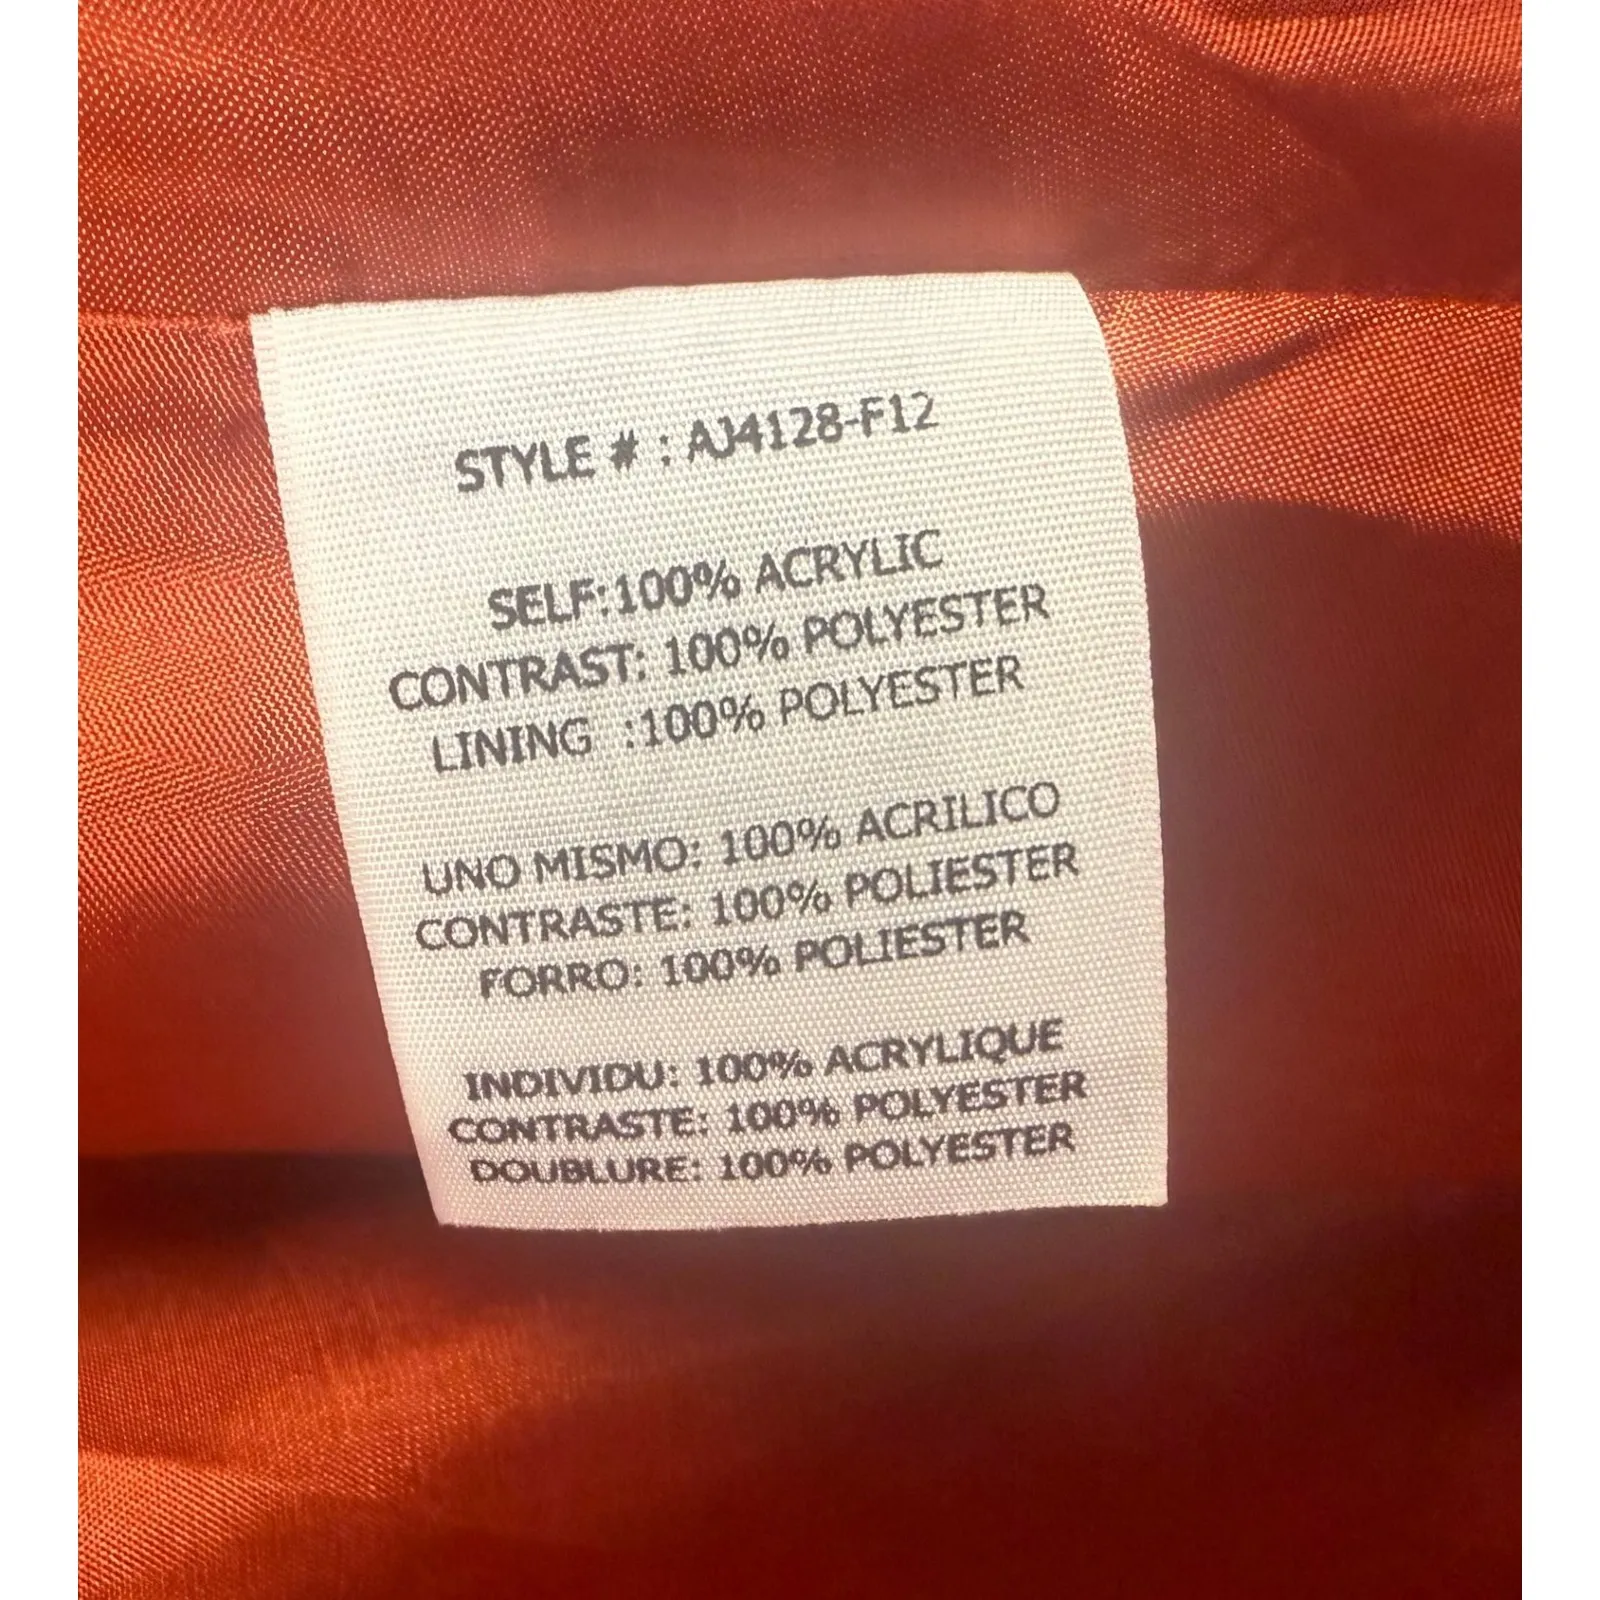 STYLE # : AJ4128-F12
SELF:100% ACRYLIC
CONTRAST: 100% POLYESTER
LINING :100% POLYESTER
UNO MISMO: 100% ACRILICO
CONTRASTE: 100% POLIESTER
FORRO: 100% POLIESTER
INDIVIDU: 100% ACRYLIQUE
CONTRASTE: 100% POLYESTER
DOUBLURE: 100% POLYESTER